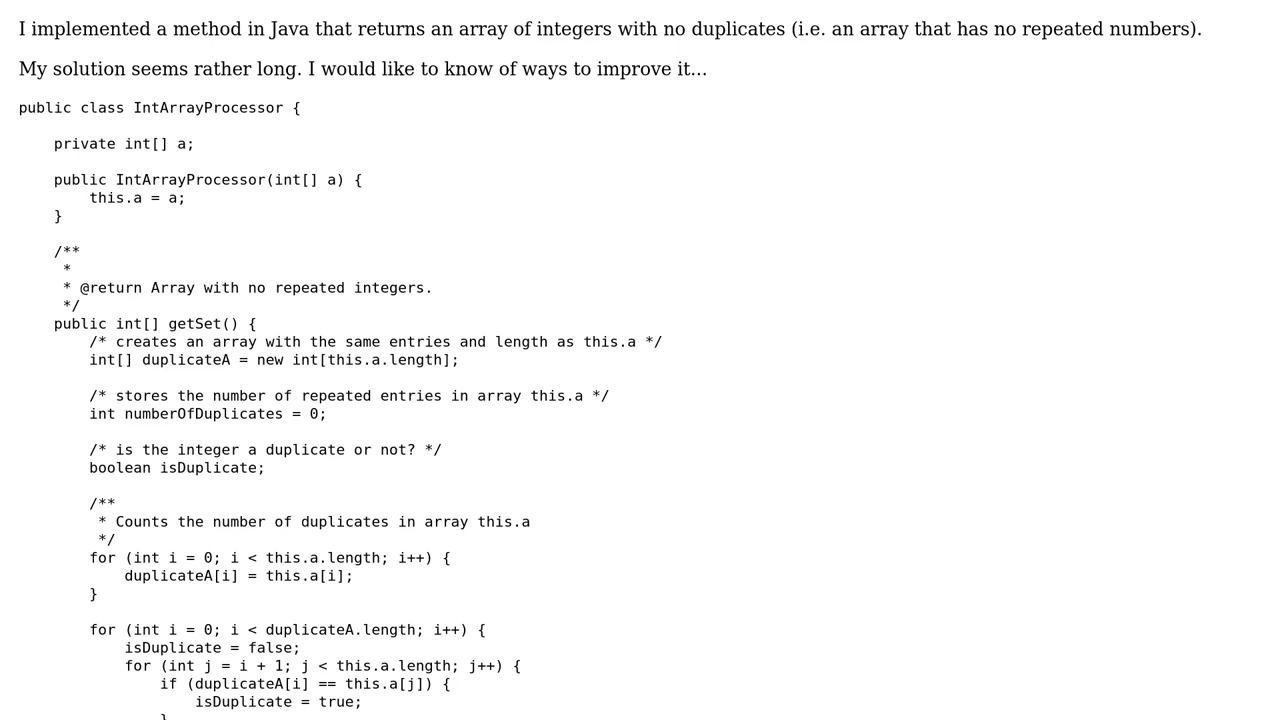 I implemented a method in Java that returns an array of integers with no duplicates (i.e. an array that has no repeated numbers).
My solution seems rather long. I would like to know of ways to improve it...
public class IntArrayProcessor {
    private int[] a;
    public IntArrayProcessor(int[] a) {
        this.a = a;
    }
    /**
     *
     * @return Array with no repeated integers.
     */
    public int[] getSet() {
        /* creates an array with the same entries and length as this.a */
        int[] duplicateA = new int[this.a.length];
        /* stores the number of repeated entries in array this.a */
        int numberOfDuplicates = 0;
        /* is the integer a duplicate or not? */
        boolean isDuplicate;
        /**
         * Counts the number of duplicates in array this.a
         */
        for (int i = 0; i < this.a.length; i++) {
            duplicateA[i] = this.a[i];
        }
        for (int i = 0; i < duplicateA.length; i++) {
            isDuplicate = false;
            for (int j = i + 1; j < this.a.length; j++) {
                if (duplicateA[i] == this.a[j]) {
                    isDuplicate = true;
                }